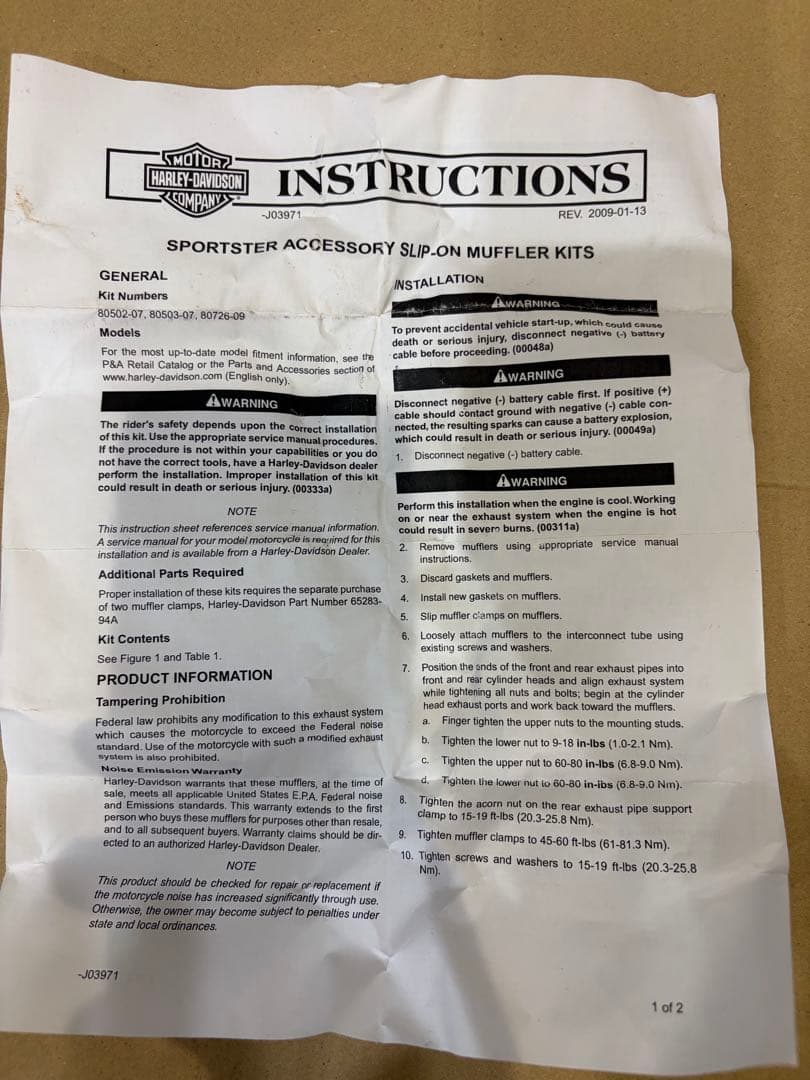 MOTOR
HARLEY-DAVIDSON
COMPANY
INSTRUCTIONS
-J03971
REV. 2009-01-13
SPORTSTER ACCESSORY SLIP-ON MUFFLER KITS
GENERAL
Kit Numbers
80502-07, 80503-07, 80726-09
Models
For the most up-to-date model fitment information, see the
P&A Retail Catalog or the Parts and Accessories section of
www.harley-davidson.com (English only).
WARNING
The rider's safety depends upon the correct installation
of this kit. Use the appropriate service manual procedures.
If the procedure is not within your capabilities or you do
not have the correct tools, have a Harley-Davidson dealer
perform the installation. Improper installation of this kit
could result in death or serious injury. (00333a)
NOTE
This instruction sheet references service manual information.
A service manual for your model motorcycle is required for this
installation and is available from a Harley-Davidson Dealer.
Additional Parts Required
Proper installation of these kits requires the separate purchase
of two muffler clamps, Harley-Davidson Part Number 65283-
94A
Kit Contents
See Figure 1 and Table 1.
PRODUCT INFORMATION
Tampering Prohibition
Federal law prohibits any modification to this exhaust system
which causes the motorcycle to exceed the Federal noise
standard. Use of the motorcycle with such a modified exhaust
system is also prohibited.
Noise Emission Warranty
Harley-Davidson warrants that these mufflers, at the time of
sale, meets all applicable United States E.P.A. Federal noise
and Emissions standards. This warranty extends to the first
person who buys these mufflers for purposes other than resale,
and to all subsequent buyers. Warranty claims should be dir-
ected to an authorized Harley-Davidson Dealer.
NOTE
This product should be checked for repair or replacement if
the motorcycle noise has increased significantly through use.
Otherwise, the owner may become subject to penalties under
state and local ordinances.
INSTALLATION
WARNING
To prevent accidental vehicle start-up, which could cause
death or serious injury, disconnect negative (-) battery
cable before proceeding. (00048a)
WARNING
Disconnect negative (-) battery cable first. If positive (+)
cable should contact ground with negative (-) cable con-
nected, the resulting sparks can cause a battery explosion,
which could result in death or serious injury. (00049a)
1. Disconnect negative (-) battery cable.
WARNING
Perform this installation when the engine is cool. Working
on or near the exhaust system when the engine is hot
could result in severe burns. (00311a)
2. Remove mufflers using appropriate service manual
instructions.
3. Discard gaskets and mufflers.
4. Install new gaskets on mufflers.
5. Slip muffler clamps on mufflers.
6. Loosely attach mufflers to the interconnect tube using
existing screws and washers.
7. Position the ends of the front and rear exhaust pipes into
front and rear cylinder heads and align exhaust system
while tightening all nuts and bolts; begin at the cylinder
head exhaust ports and work back toward the mufflers.
a. Finger tighten the upper nuts to the mounting studs.
b. Tighten the lower nut to 9-18 in-lbs (1.0-2.1 Nm).
c. Tighten the upper nut to 60-80 in-lbs (6.8-9.0 Nm).
d. Tighten the lower nut to 60-80 in-lbs (6.8-9.0 Nm).
8. Tighten the acorn nut on the rear exhaust pipe support
clamp to 15-19 ft-lbs (20.3-25.8 Nm).
9. Tighten muffler clamps to 45-60 ft-lbs (61-81.3 Nm).
10. Tighten screws and washers to 15-19 ft-lbs (20.3-25.8
Nm).
-J03971
1 of 2